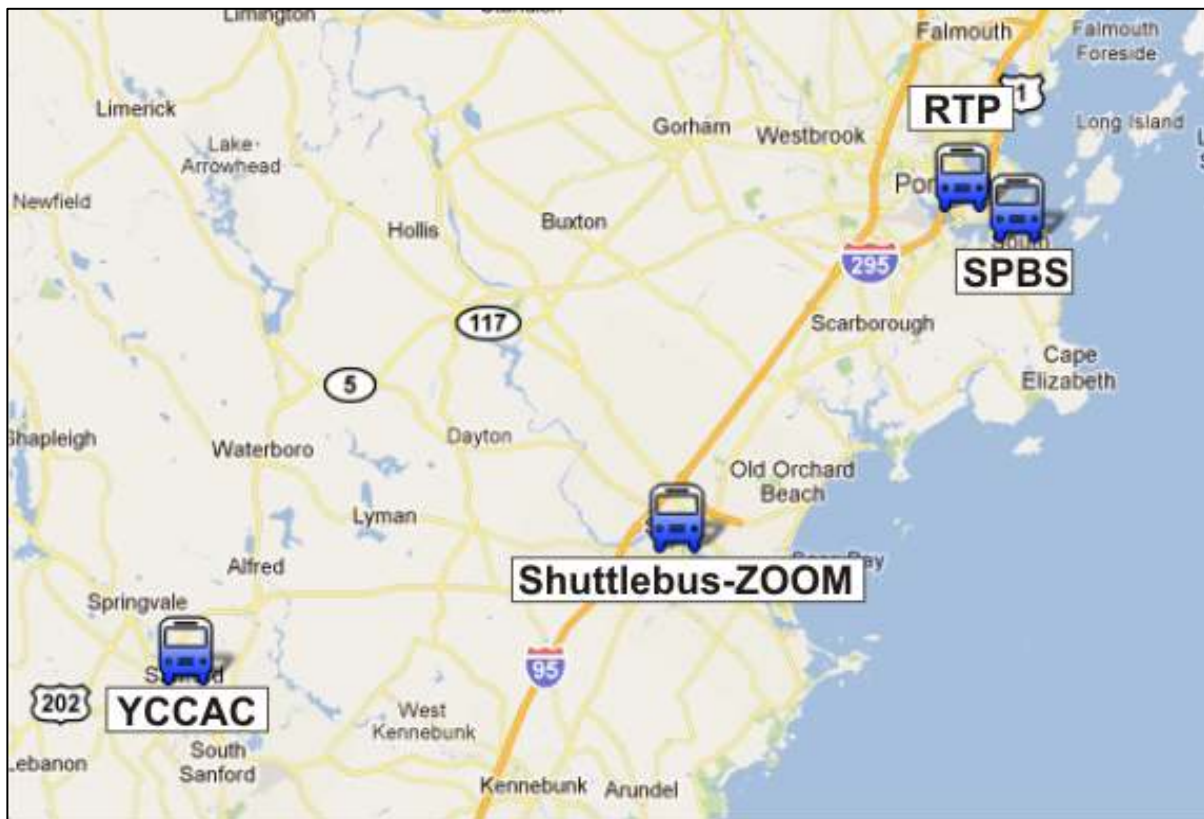 Limington
Falmouth
Falmouth
Foreside
RTP
1
Limerick
Long Island
Gorham
Westbrook
Lake
Arrowhead
Newfield
Hollis
Buxton
295
SPBS
117
Scarborough
Cape
Elizabeth
5
Shapleigh
Waterboro
Dayton
Old Orchard
Beach
Lyman
Alfred
Shuttlebus-ZOOM
Springvale
95
202
YCCAC
West
Kennebunk
South
Sanford
Lebanon
Kennebunk
Arundel